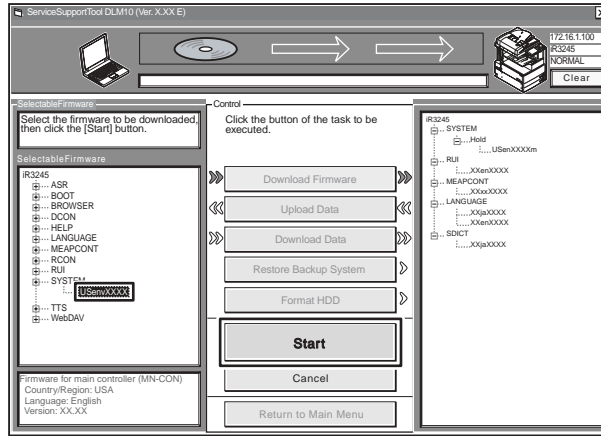 ServiceSupportTool DLM10 (Ver. X.XX E)
172.16.1.100
iR3245
NORMAL
Clear
SelectableFirmware
Select the firmware to be downloaded,
then click the [Start] button.
SelectableFirmware
iR3245
ASR
BOOT
BROWSER
DCON
HELP
LANGUAGE
MEAPCONT
RCON
RUI
SYSTEM
USenvXXXX
TTS
WebDAV
Firmware for main controller (MN-CON)
Country/Region: USA
Language: English
Version: XX.XX
Control
Click the button of the task to be
executed.
Download Firmware
Upload Data
Download Data
Restore Backup System
Format HDD
Start
Cancel
Return to Main Menu
iR3245
SYSTEM
Hold
USenXXXXm
RUI
XXenXXXX
MEAPCONT
XXxxXXXX
LANGUAGE
XXjaXXXX
XXenXXXX
SDICT
XXjaXXXX